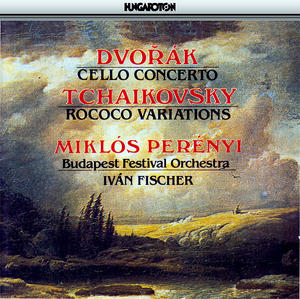 HUNGAROTON
DVOŘÁK
CELLO CONCERTO
TCHAIKOVSKY
ROCOCO VARIATIONS
MIKLÓS PERÉNYI
Budapest Festival Orchestra
IVÁN FISCHER